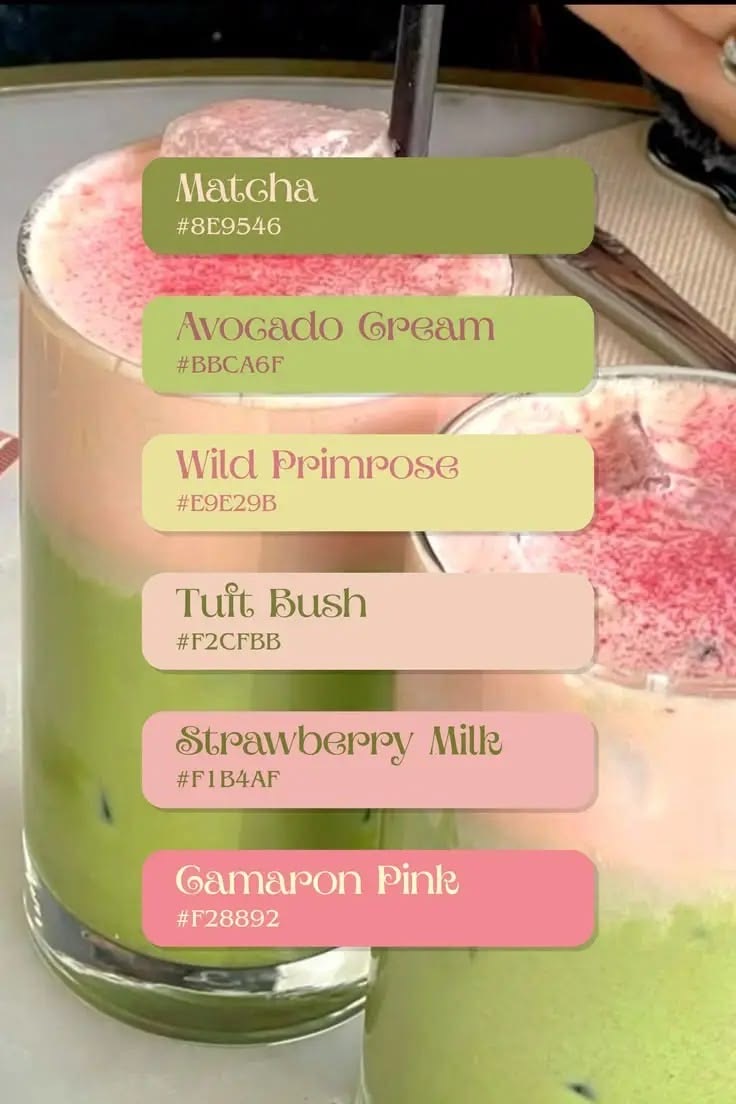 Matcha
#8E9546
Avocado Cream
#BBCA6F
Wild Primrose
#E9E29B
Tuft Bush
#F2CFBB
Strawberry Milk
#F1B4AF
Camaron Pink
#F28892